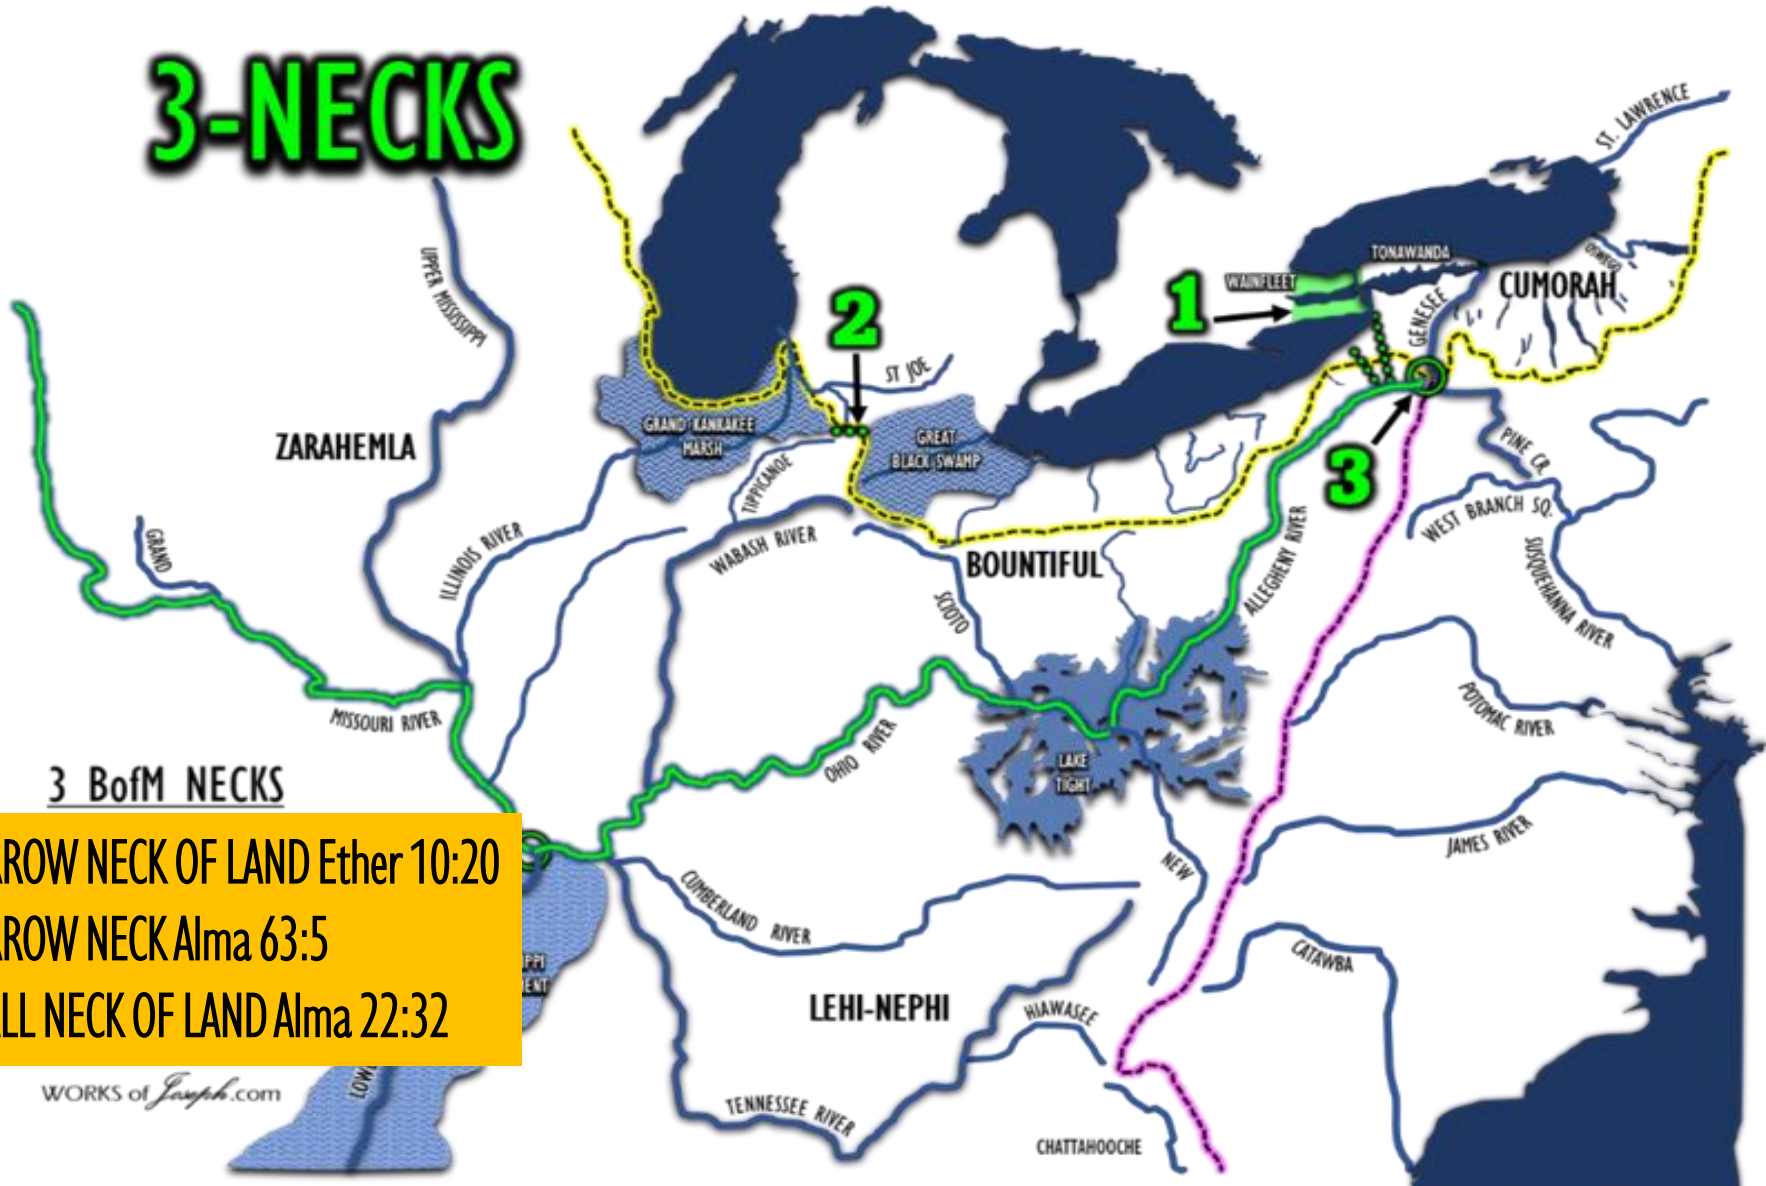 3-NECKS
ST. LAWRENCE
UPPER MISSISSIPPI
TONAWANDA
OSWEGO
WAINFLEET
CUMORAH
1
2
GENESEE
ST JOE
GRAND KANKAKEE
MARSH
GREAT
BLACK SWAMP
ZARAHEMLA
3
PINE CR.
TIPPICANOE
WEST BRANCH SQ.
GRAND
ILLINOIS RIVER
WABASH RIVER
BOUNTIFUL
ALLEGHENY RIVER
SUSQUEHANNA RIVER
SCIOTO
MISSOURI RIVER
POTOMAC RIVER
OHIO RIVER
LAKE
TIGHT
3 BofM NECKS
JAMES RIVER
NECK OF LAND Ether 10:20
NECK Alma 63:5
NECK OF LAND Alma 22:32
NEW
CUMBERLAND RIVER
CATAWBA
LEHI-NEPHI
HIAWASEE
WORKS of Joseph.com
TENNESSEE RIVER
CHATTAHOOCHE